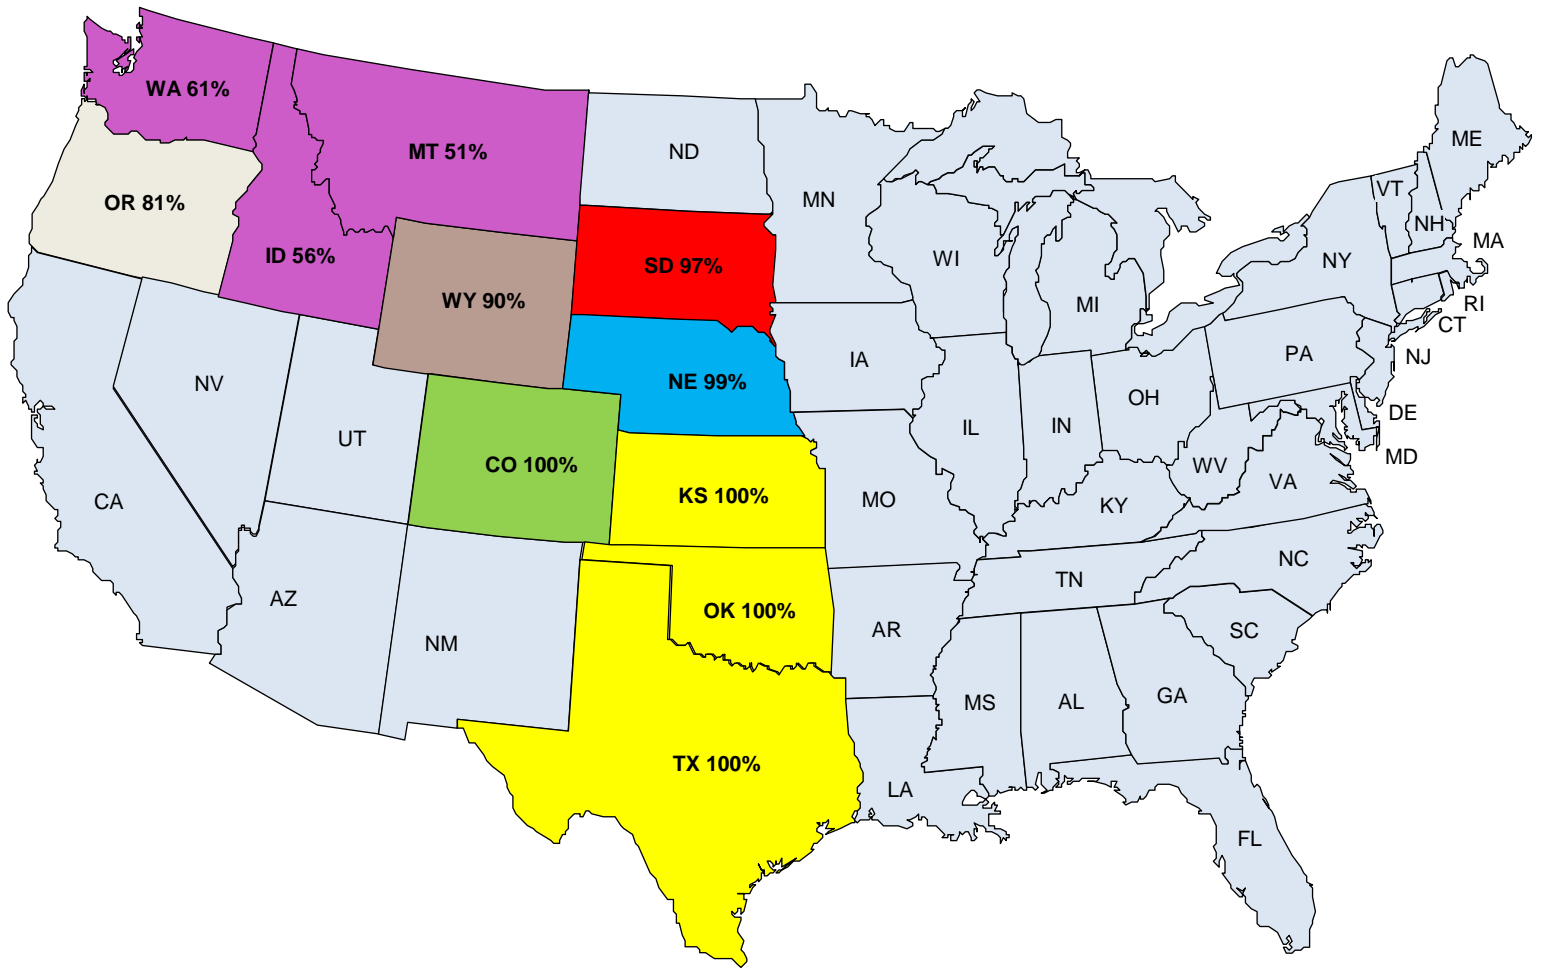 WA 61%
MT 51%
ND
ME
OR 81%
MN
VT
NH
MA
ID 56%
SD 97%
WI
NY
WY 90%
MI
RI
CT
PA
NJ
IA
NV
NE 99%
OH
DE
UT
IL
IN
MD
CO 100%
WV
CA
KS 100%
MO
KY
VA
NC
AZ
TN
OK 100%
AR
SC
NM
MS
AL
GA
TX 100%
LA
FL